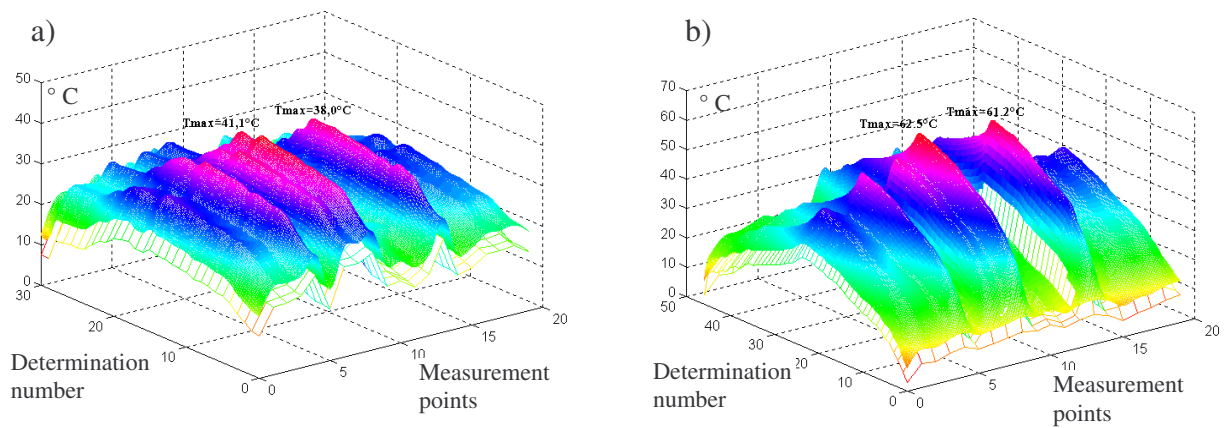 a)
° C
50
40
30
20
10
0
Tmax=41,1°C
Tmax=38,0°C
30
20
10
0
0
5
10
15
20
Determination
number
Measurement
points
b)
° C
70
60
50
40
30
20
10
0
Tmax=62.5°C
Tmax=61.2°C
50
40
30
20
10
0
0
5
10
15
20
Determination
number
Measurement
points